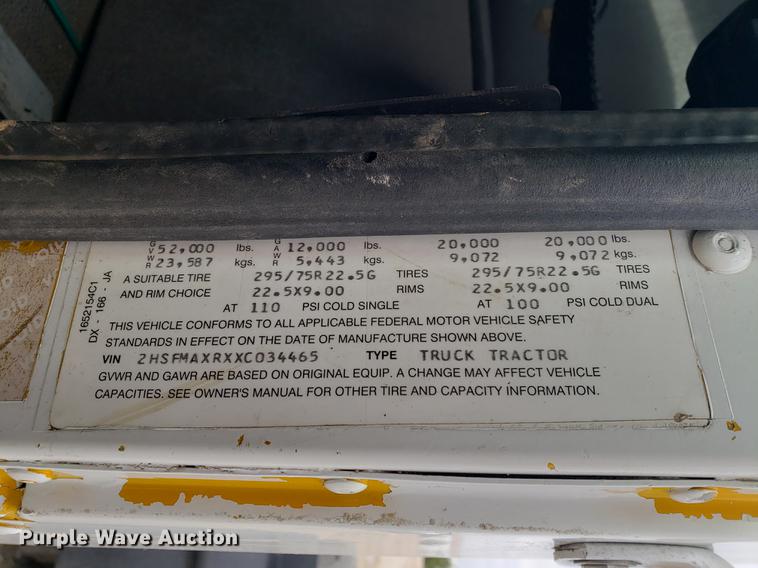 GVWR 52,000 lbs. GAWR 12,000 lbs. 20,000 20,000 lbs.
23,587 kgs. 5,443 kgs. 9,072 9,072 kgs.
A SUITABLE TIRE 295/75R22.5G TIRES 295/75R22.5G TIRES
AND RIM CHOICE 22.5X9.00 RIMS 22.5X9.00 RIMS
AT 110 PSI COLD SINGLE AT 100 PSI COLD DUAL
THIS VEHICLE CONFORMS TO ALL APPLICABLE FEDERAL MOTOR VEHICLE SAFETY
STANDARDS IN EFFECT ON THE DATE OF MANUFACTURE SHOWN ABOVE.
VIN 2HSFMAXRXXC034465 TYPE TRUCK TRACTOR
GVWR AND GAWR ARE BASED ON ORIGINAL EQUIP. A CHANGE MAY AFFECT VEHICLE
CAPACITIES. SEE OWNER'S MANUAL FOR OTHER TIRE AND CAPACITY INFORMATION.
1652154C1
DX - 166 - JA
Purple Wave Auction